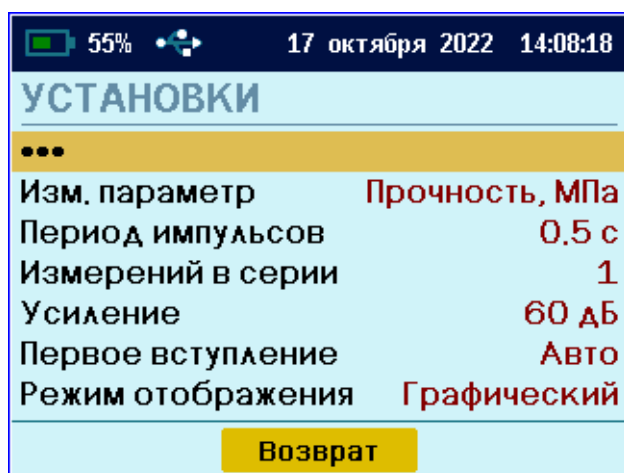 55% 17 октября 2022 14:08:18
УСТАНОВКИ
•••
Изм. параметр Прочность, МПа
Период импульсов 0.5 с
Измерений в серии 1
Усиление 60 дБ
Первое вступление Авто
Режим отображения Графический
Возврат